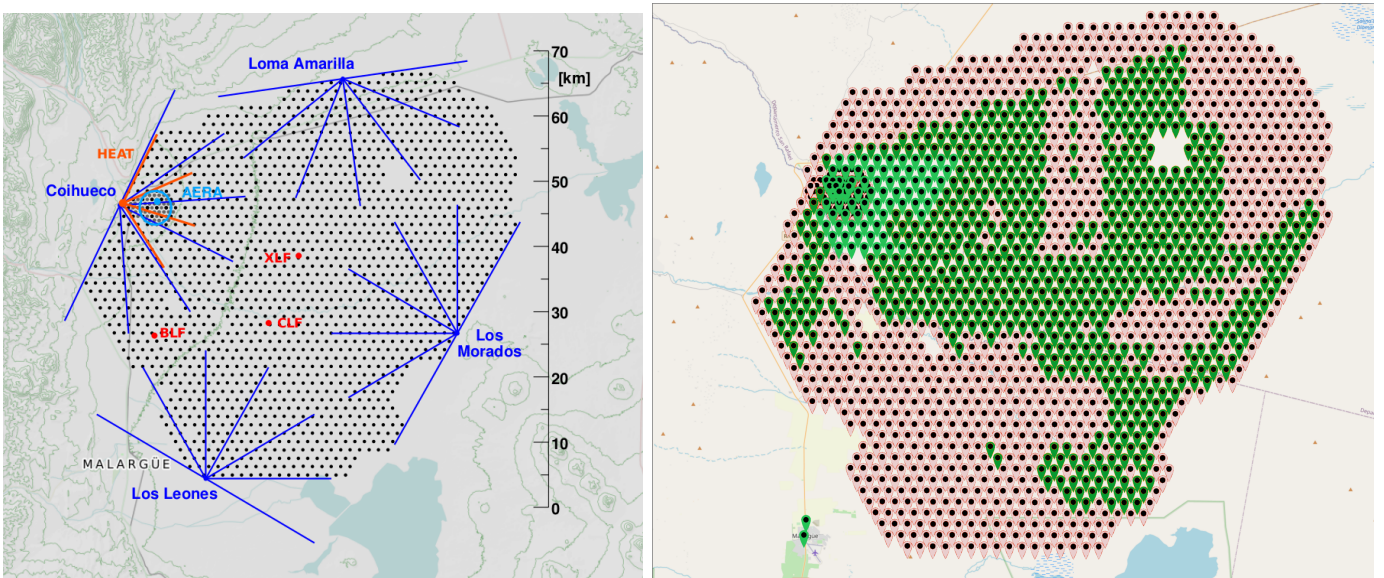 70
Loma Amarilla
[km]
60
HEAT
Coihueco
AERA
50
40
XLF
30
CLF
BLF
Los
Morados
20
10
MALARGÜE
Los Leones
0